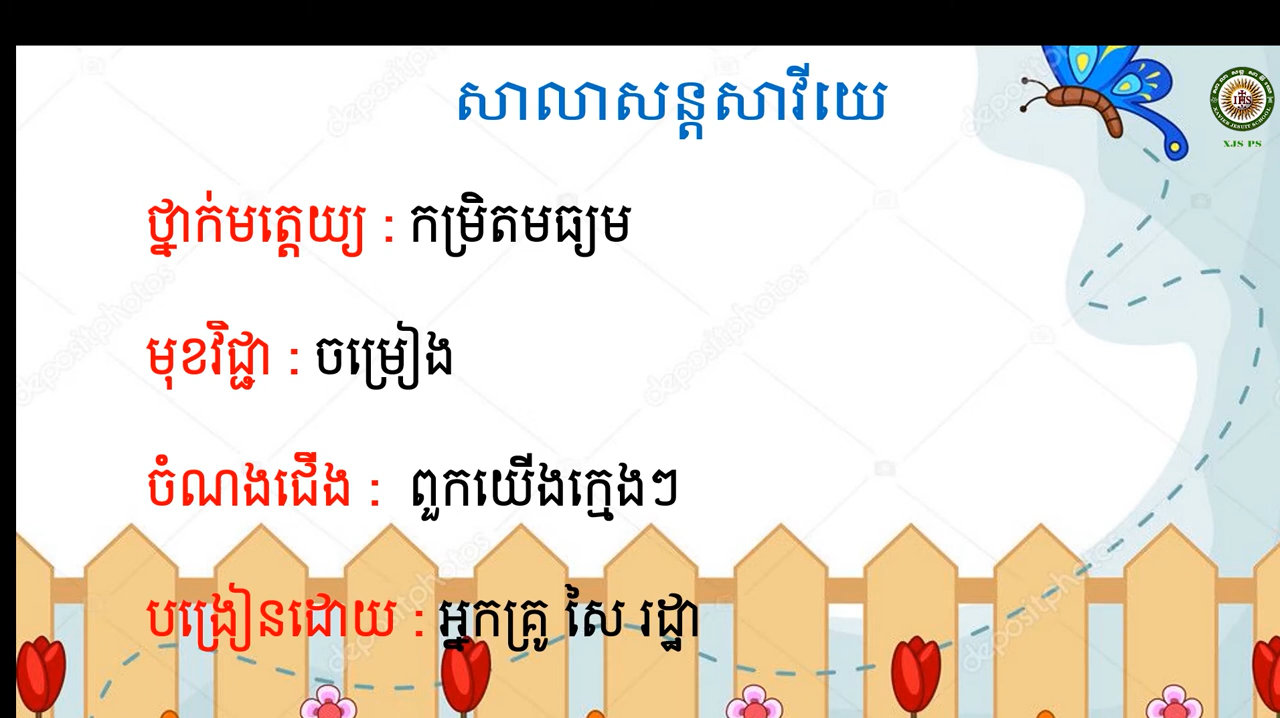 សាលាសន្តសាវីយេ
XJS PS
ថ្នាក់មត្តេយ្យ : កម្រិតមធ្យម
មុខវិជ្ជា : ចម្រៀង
ចំណងជើង : ពួកយើងក្មេងៗ
បង្រៀនដោយ : អ្នកគ្រូ សៃ រដ្ឋា
depositphotos